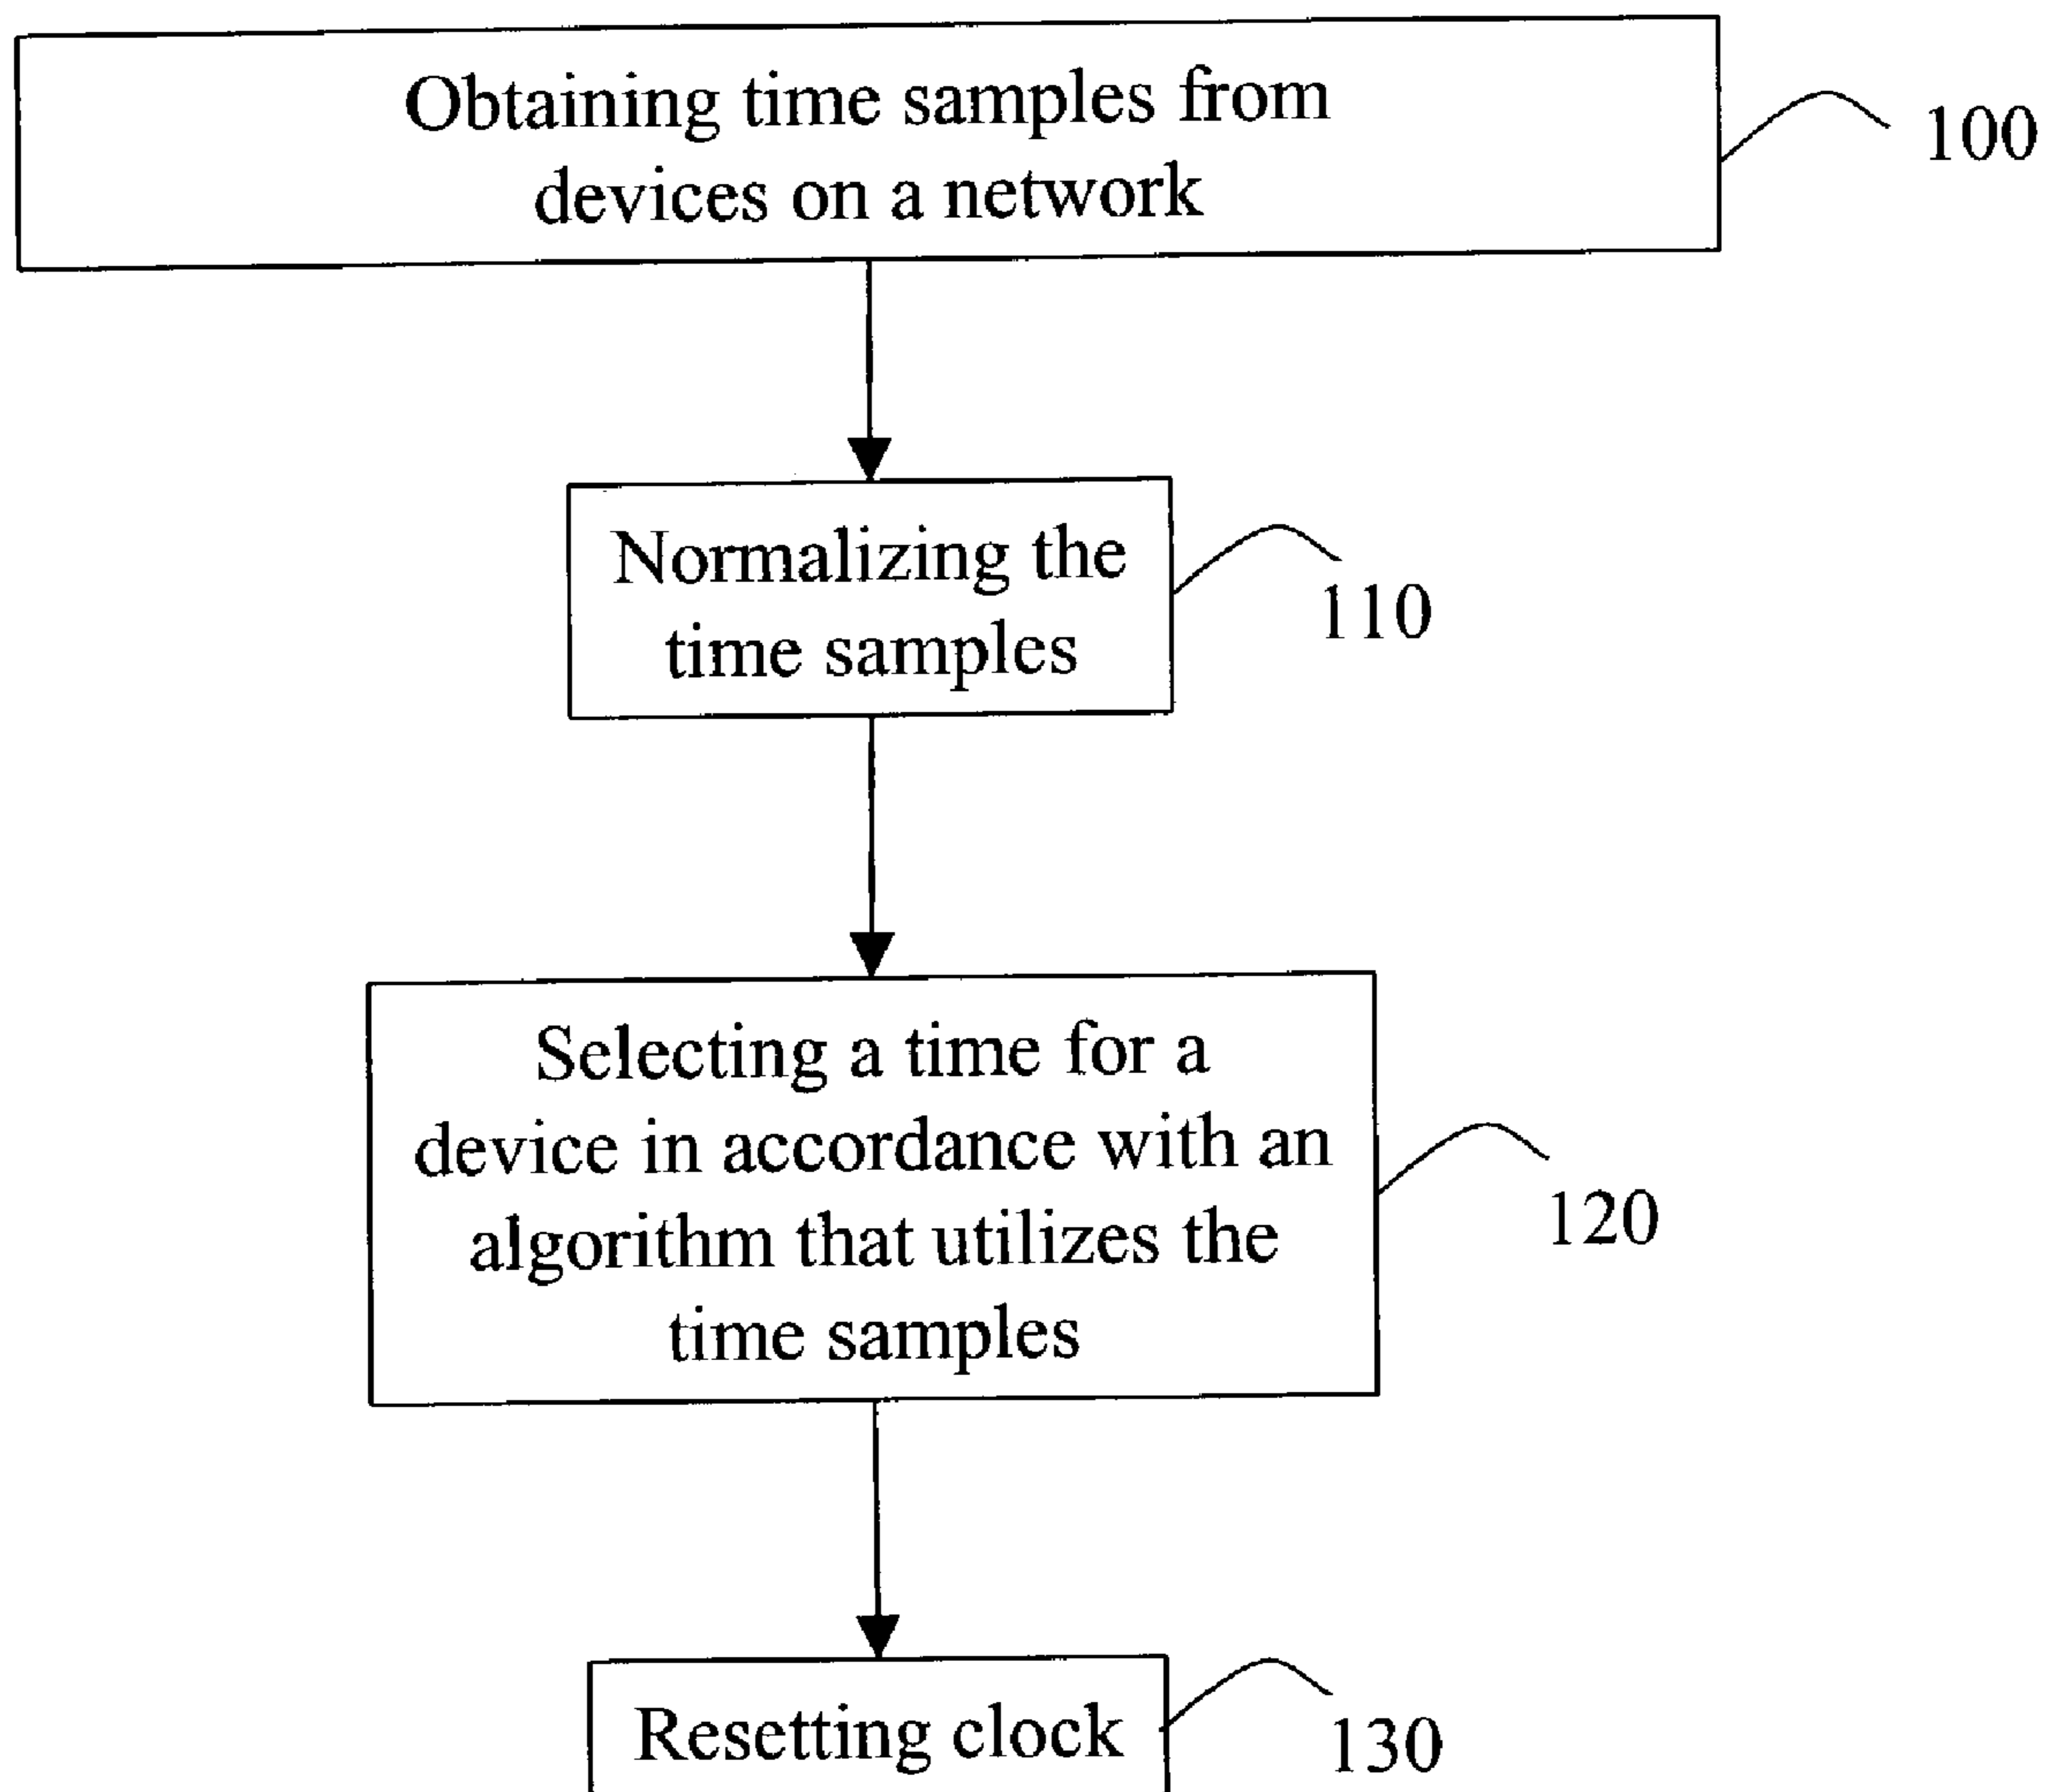 Obtaining time samples from
devices on a network
100
Normalizing the
time samples
110
Selecting a time for a
device in accordance with an
algorithm that utilizes the
time samples
120
Resetting clock
130